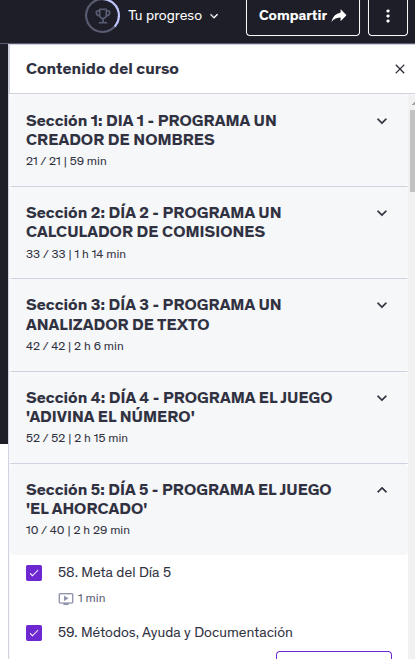 Tu progreso
Compartir
Contenido del curso
Sección 1: DIA 1 - PROGRAMA UN
CREADOR DE NOMBRES
21 / 21 | 59 min
Sección 2: DÍA 2 - PROGRAMA UN
CALCULADOR DE COMISIONES
33 / 33 | 1 h 14 min
Sección 3: DÍA 3 - PROGRAMA UN
ANALIZADOR DE TEXTO
42 / 42 | 2 h 6 min
Sección 4: DÍA 4 - PROGRAMA EL JUEGO
'ADIVINA EL NÚMERO'
52 / 52 | 2 h 15 min
Sección 5: DÍA 5 - PROGRAMA EL JUEGO
'EL AHORCADO'
10 / 40 | 2 h 29 min
58. Meta del Día 5
1 min
59. Métodos, Ayuda y Documentación